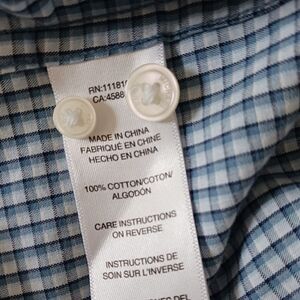 RN:11181
CA:4588
MADE IN CHINA
FABRIQUÉ EN CHINE
HECHO EN CHINA
100% COTTON/COTON/
ALGODÓN
CARE INSTRUCTIONS
ON REVERSE
INSTRUCTIONS DE
SOIN SUR L'INVERSE